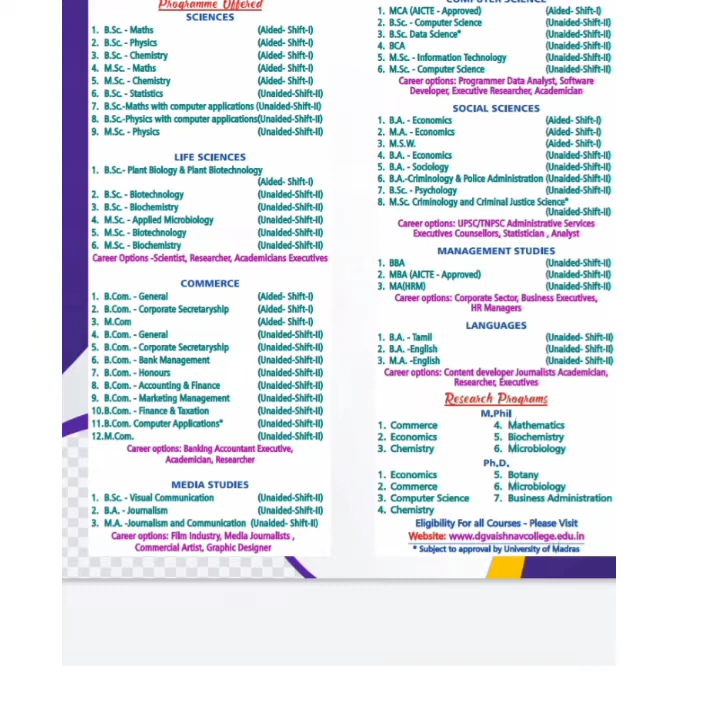 Programme Offered
SCIENCES
1. B.Sc. - Maths (Aided- Shift-I)
2. B.Sc. - Physics (Aided- Shift-I)
3. B.Sc. - Chemistry (Aided- Shift-I)
4. M.Sc. - Maths (Aided- Shift-I)
5. M.Sc. - Chemistry (Aided- Shift-I)
6. B.Sc. - Statistics (Unaided-Shift-II)
7. B.Sc.-Maths with computer applications (Unaided-Shift-II)
8. B.Sc.-Physics with computer applications(Unaided-Shift-II)
9. M.Sc. - Physics (Unaided-Shift-II)
LIFE SCIENCES
1. B.Sc.- Plant Biology & Plant Biotechnology
(Aided- Shift-I)
2. B.Sc. - Biotechnology (Unaided-Shift-II)
3. B.Sc. - Biochemistry (Unaided-Shift-II)
4. M.Sc. - Applied Microbiology (Unaided-Shift-II)
5. M.Sc. - Biotechnology (Unaided-Shift-II)
6. M.Sc. - Biochemistry (Unaided-Shift-II)
Career Options -Scientist, Researcher, Academicians Executives
COMMERCE
1. B.Com. - General (Aided- Shift-I)
2. B.Com. - Corporate Secretaryship (Aided- Shift-I)
3. M.Com (Aided- Shift-I)
4. B.Com. - General (Unaided-Shift-II)
5. B.Com. - Corporate Secretaryship (Unaided-Shift-II)
6. B.Com. - Bank Management (Unaided-Shift-II)
7. B.Com. - Honours (Unaided-Shift-II)
8. B.Com. - Accounting & Finance (Unaided-Shift-II)
9. B.Com. - Marketing Management (Unaided-Shift-II)
10.B.Com. - Finance & Taxation (Unaided-Shift-II)
11.B.Com. Computer Applications* (Unaided-Shift-II)
12.M.Com. (Unaided-Shift-II)
Career options: Banking Accountant Executive,
Academician, Researcher
MEDIA STUDIES
1. B.Sc. - Visual Communication (Unaided-Shift-II)
2. B.A. - Journalism (Unaided-Shift-II)
3. M.A. -Journalism and Communication (Unaided- Shift-II)
Career options: Film Industry, Media Journalists ,
Commercial Artist, Graphic Designer
COMPUTER SCIENCE
1. MCA (AICTE - Approved) (Aided- Shift-I)
2. B.Sc. - Computer Science (Unaided-Shift-II)
3. B.Sc. Data Science* (Unaided-Shift-II)
4. BCA (Unaided-Shift-II)
5. M.Sc. - Information Technology (Unaided-Shift-II)
6. M.Sc. - Computer Science (Unaided-Shift-II)
Career options: Programmer Data Analyst, Software
Developer, Executive Researcher, Academician
SOCIAL SCIENCES
1. B.A. - Economics (Aided- Shift-I)
2. M.A. - Economics (Aided- Shift-I)
3. M.S.W. (Aided- Shift-I)
4. B.A. - Economics (Unaided-Shift-II)
5. B.A. - Sociology (Unaided-Shift-II)
6. B.A.-Criminology & Police Administration (Unaided-Shift-II)
7. B.Sc. - Psychology (Unaided-Shift-II)
8. M.Sc. Criminology and Criminal Justice Science*
(Unaided-Shift-II)
Career options: UPSC/TNPSC Administrative Services
Executives Counsellors, Statistician , Analyst
MANAGEMENT STUDIES
1. BBA (Unaided-Shift-II)
2. MBA (AICTE - Approved) (Unaided-Shift-II)
3. MA(HRM) (Unaided-Shift-II)
Career options: Corporate Sector, Business Executives,
HR Managers
LANGUAGES
1. B.A. - Tamil (Unaided- Shift-II)
2. B.A. -English (Unaided- Shift-II)
3. M.A. -English (Unaided- Shift-II)
Career options: Content developer Journalists Academician,
Researcher, Executives
Research Programs
M.Phil
1. Commerce 4. Mathematics
2. Economics 5. Biochemistry
3. Chemistry 6. Microbiology
Ph.D.
1. Economics 5. Botany
2. Commerce 6. Microbiology
3. Computer Science 7. Business Administration
4. Chemistry
Eligibility For all Courses - Please Visit
Website: www.dgvaishnavcollege.edu.in
* Subject to approval by University of Madras